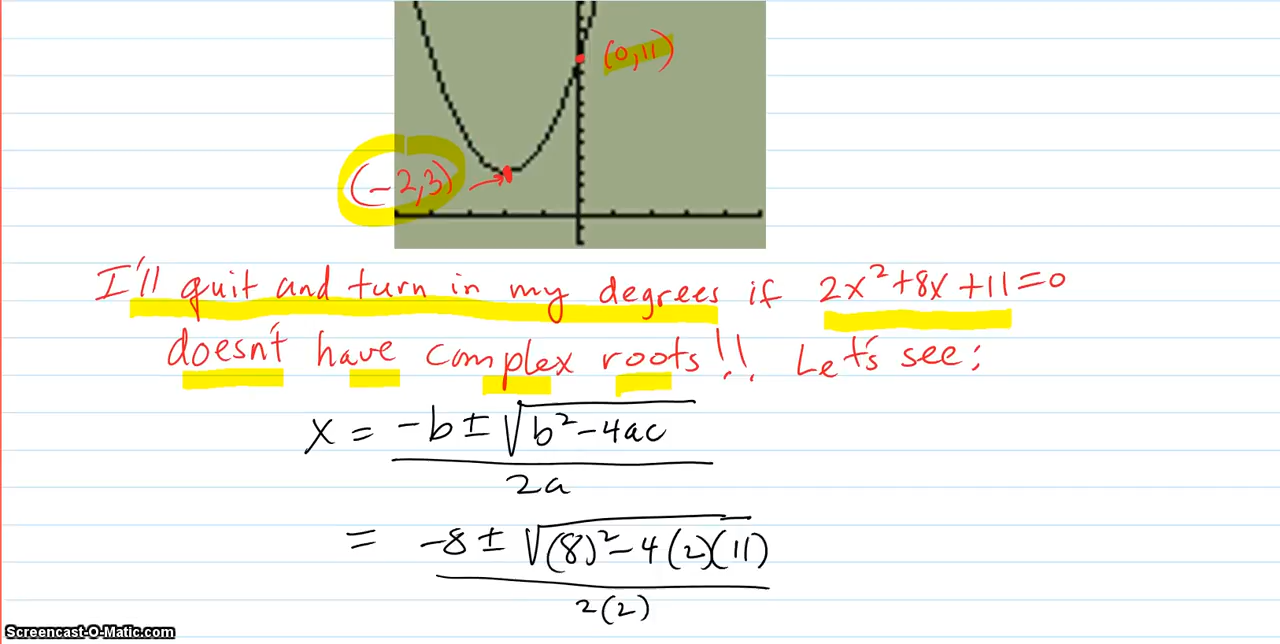 (0,11)
(-2,3)
I'll quit and turn in my degrees if 2x²+8x+11=0
doesn't have complex roots!! Let's see:
x = -b ± √b²-4ac
2a
= -8 ± √(8)²-4(2)(11)
2(2)
Screencast-O-Matic.com